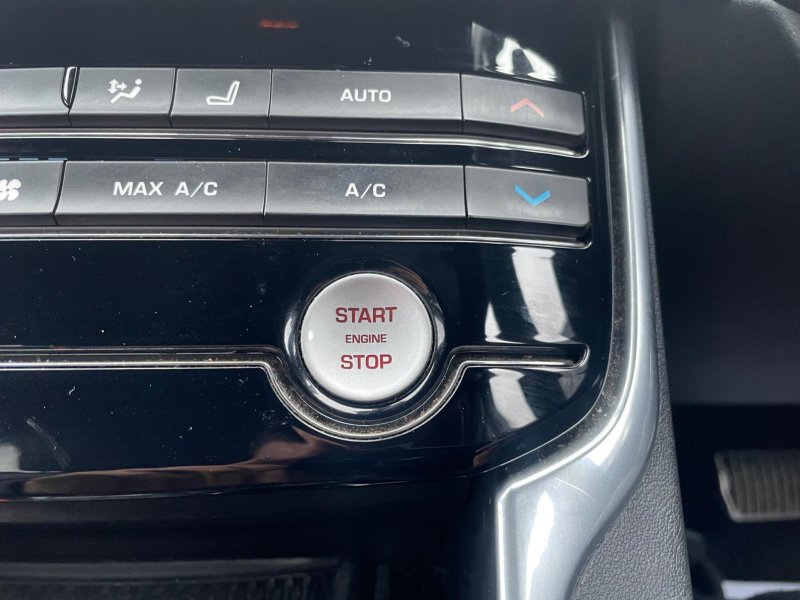 AUTO
MAX A/C
A/C
START
ENGINE
STOP